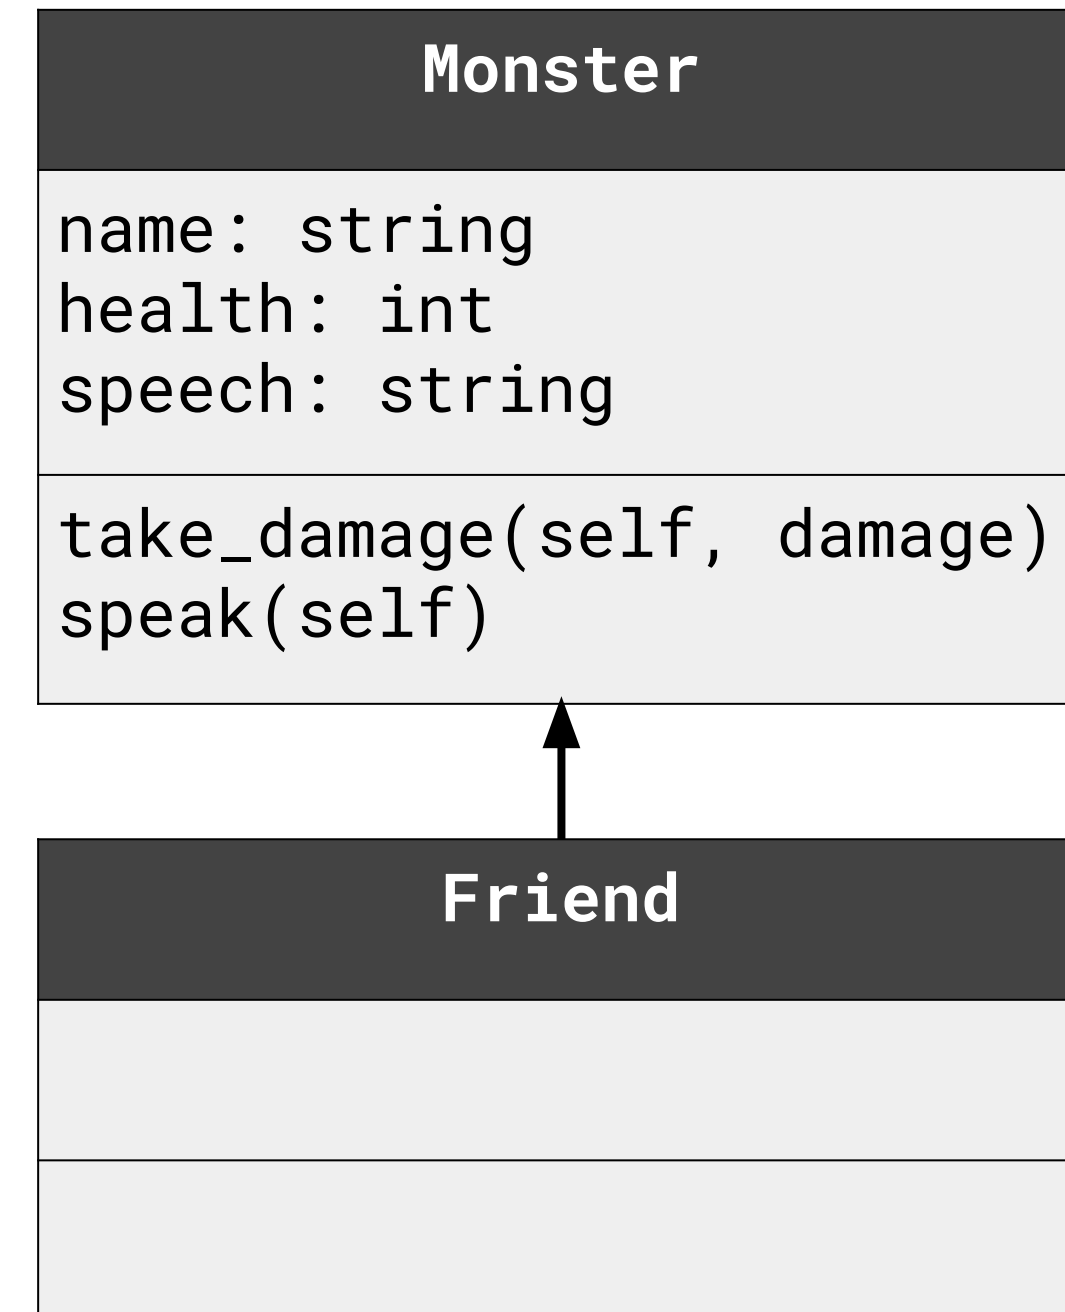 Monster
name: string
health: int
speech: string
take_damage(self, damage)
speak(self)
Friend